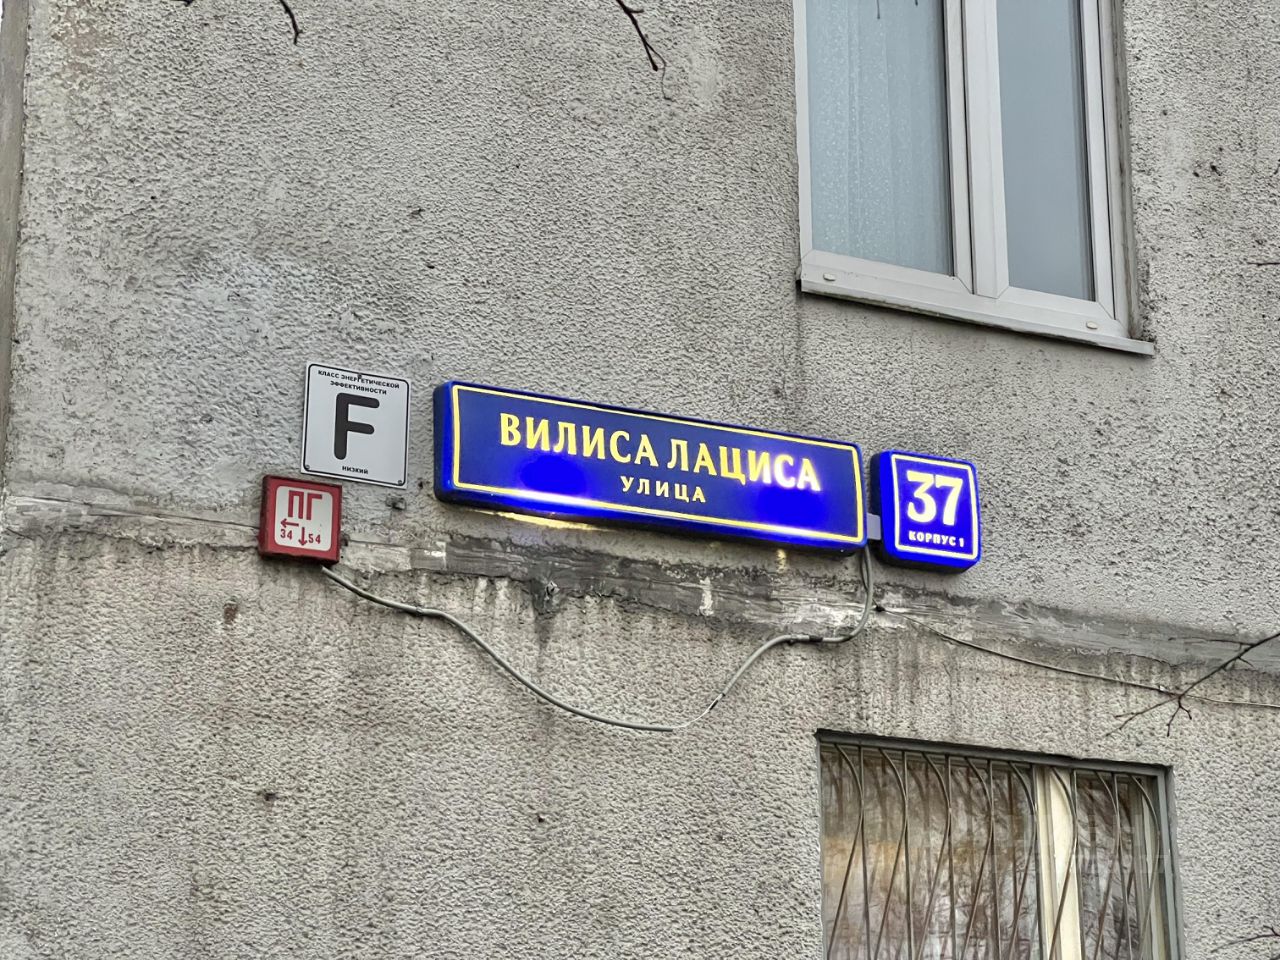 КЛАСС ЭНЕРГЕТИЧЕСКОЙ
ЭФФЕКТИВНОСТИ
F
НИЗКИЙ
ПГ
34 54
ВИЛИСА ЛАЦИСА
УЛИЦА
37
КОРПУС 1